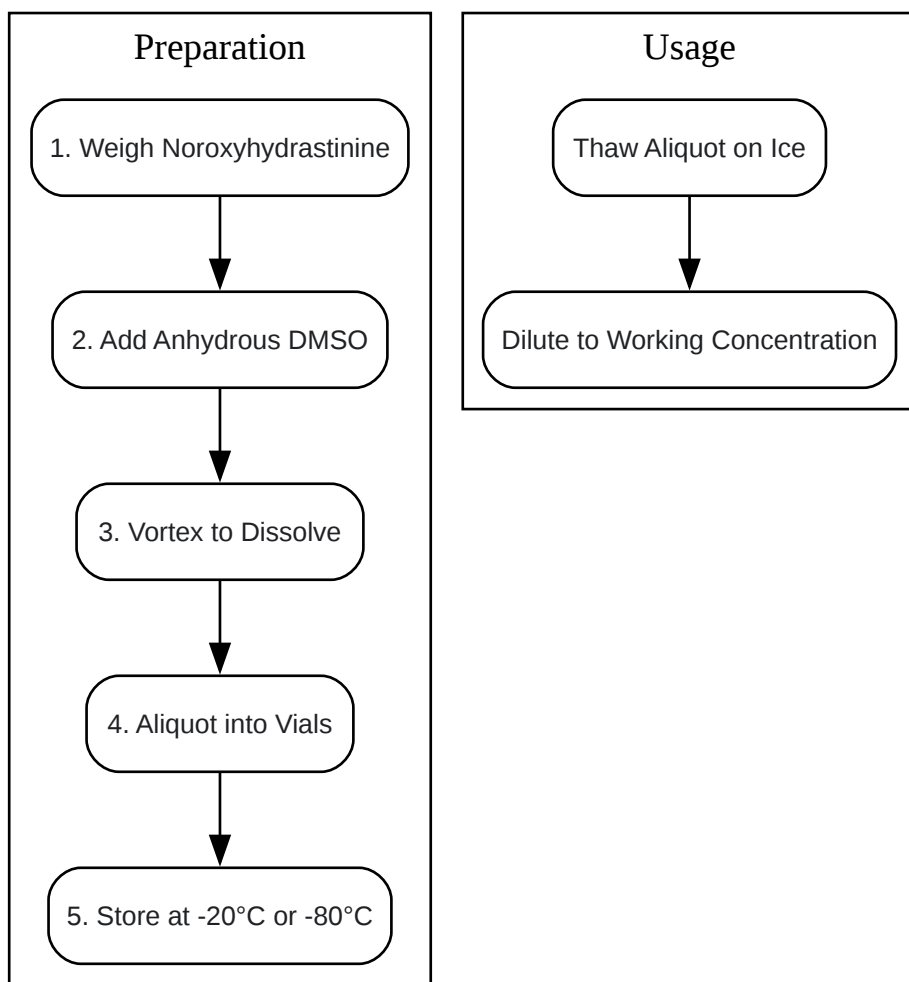 Preparation
1. Weigh Noroxyhydrastinine
2. Add Anhydrous DMSO
3. Vortex to Dissolve
4. Aliquot into Vials
5. Store at -20°C or -80°C
Usage
Thaw Aliquot on Ice
Dilute to Working Concentration